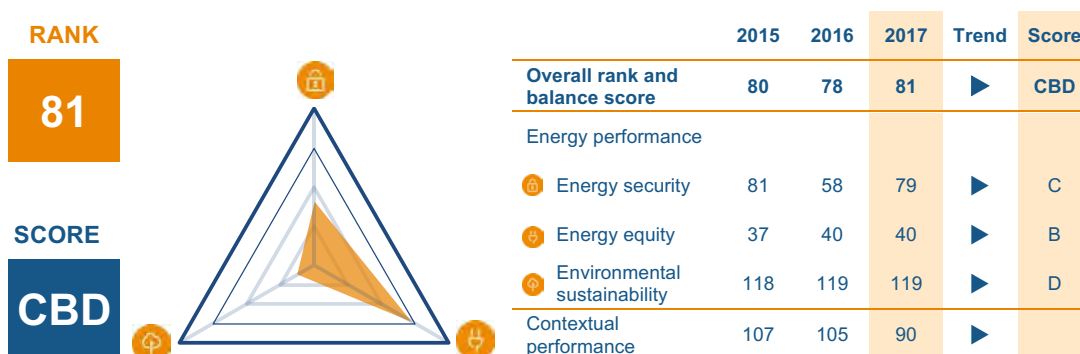 RANK
81
SCORE
CBD
2015 2016 2017 Trend Score
Overall rank and
balance score 80 78 81 CBD
Energy performance
Energy security 81 58 79 C
Energy equity 37 40 40 B
Environmental
sustainability 118 119 119 D
Contextual
performance 107 105 90